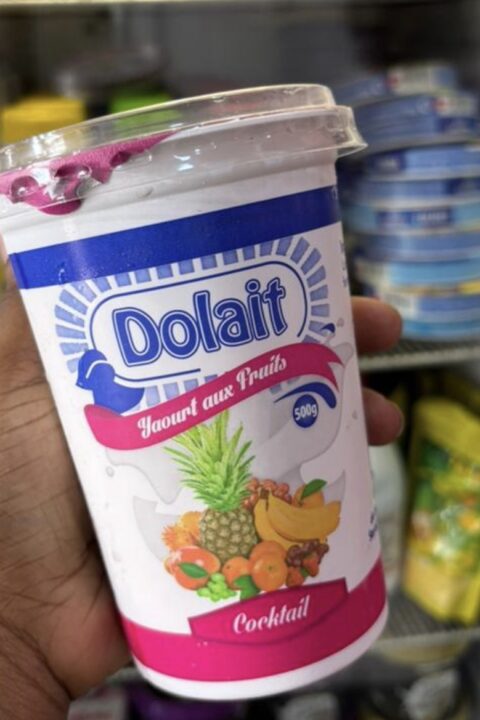 Dolait
Yaourt aux Fruits
500g
Cocktail